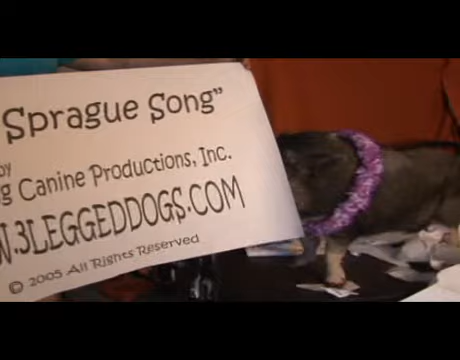 Sprague Song"
by
g Canine Productions, Inc.
W.3LEGGEDDOGS.COM
© 2005 All Rights Reserved